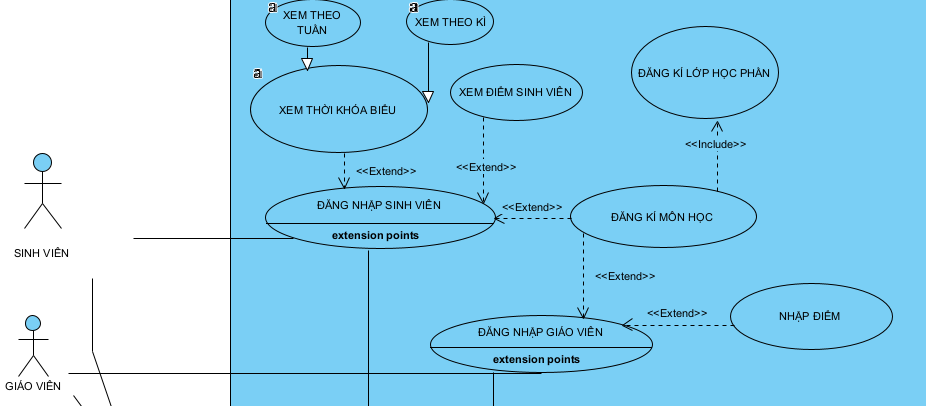 a
XEM THEO
TUẦN
a
XEM THEO KÌ
a
XEM THỜI KHÓA BIỂU
XEM ĐIỂM SINH VIÊN
ĐĂNG KÍ LỚP HỌC PHẦN
<<Include>>
<<Extend>>
<<Extend>>
ĐĂNG NHẬP SINH VIÊN
extension points
<<Extend>>
ĐĂNG KÍ MÔN HỌC
SINH VIÊN
<<Extend>>
ĐĂNG NHẬP GIÁO VIÊN
extension points
<<Extend>>
NHẬP ĐIỂM
GIÁO VIÊN